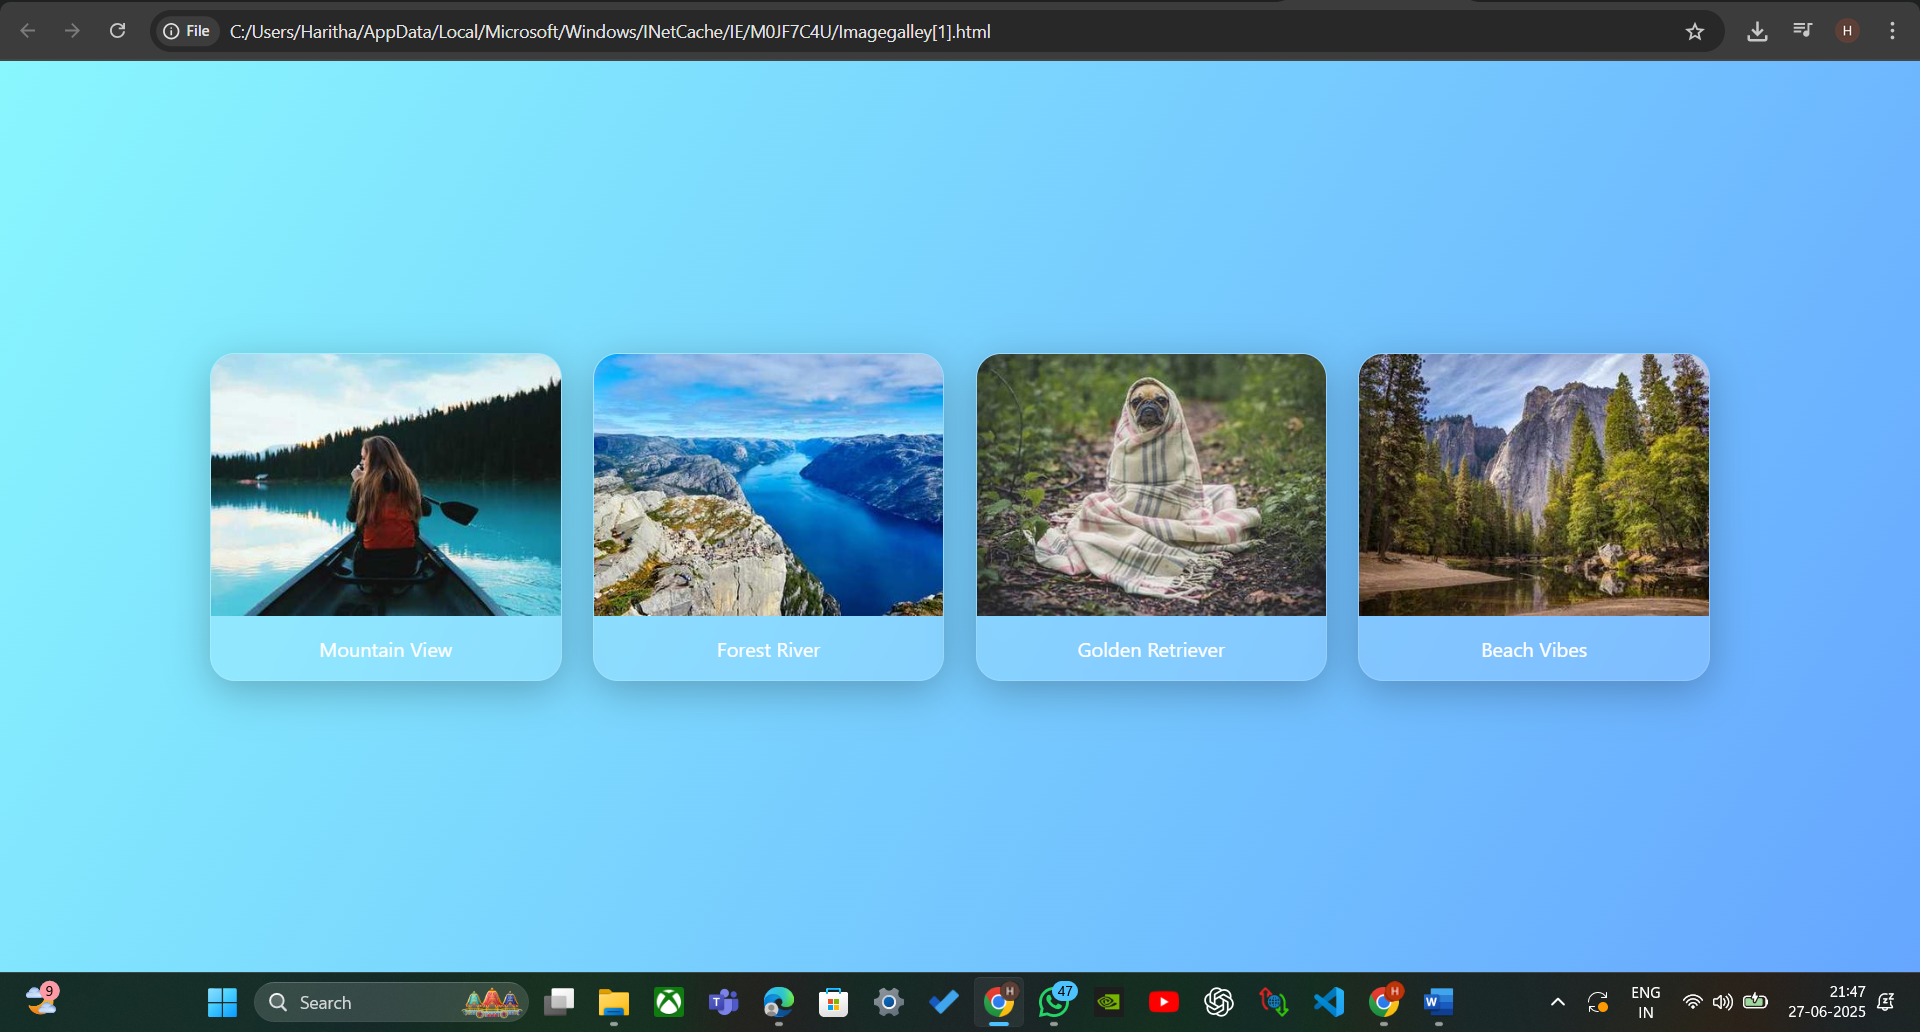 File
C:/Users/Haritha/AppData/Local/Microsoft/Windows/INetCache/IE/M0JF7C4U/Imagegalley[1].html
H
Mountain View
Forest River
Golden Retriever
Beach Vibes
9
Search
T
H
47
H
W
ENG
IN
21:47
27-06-2025